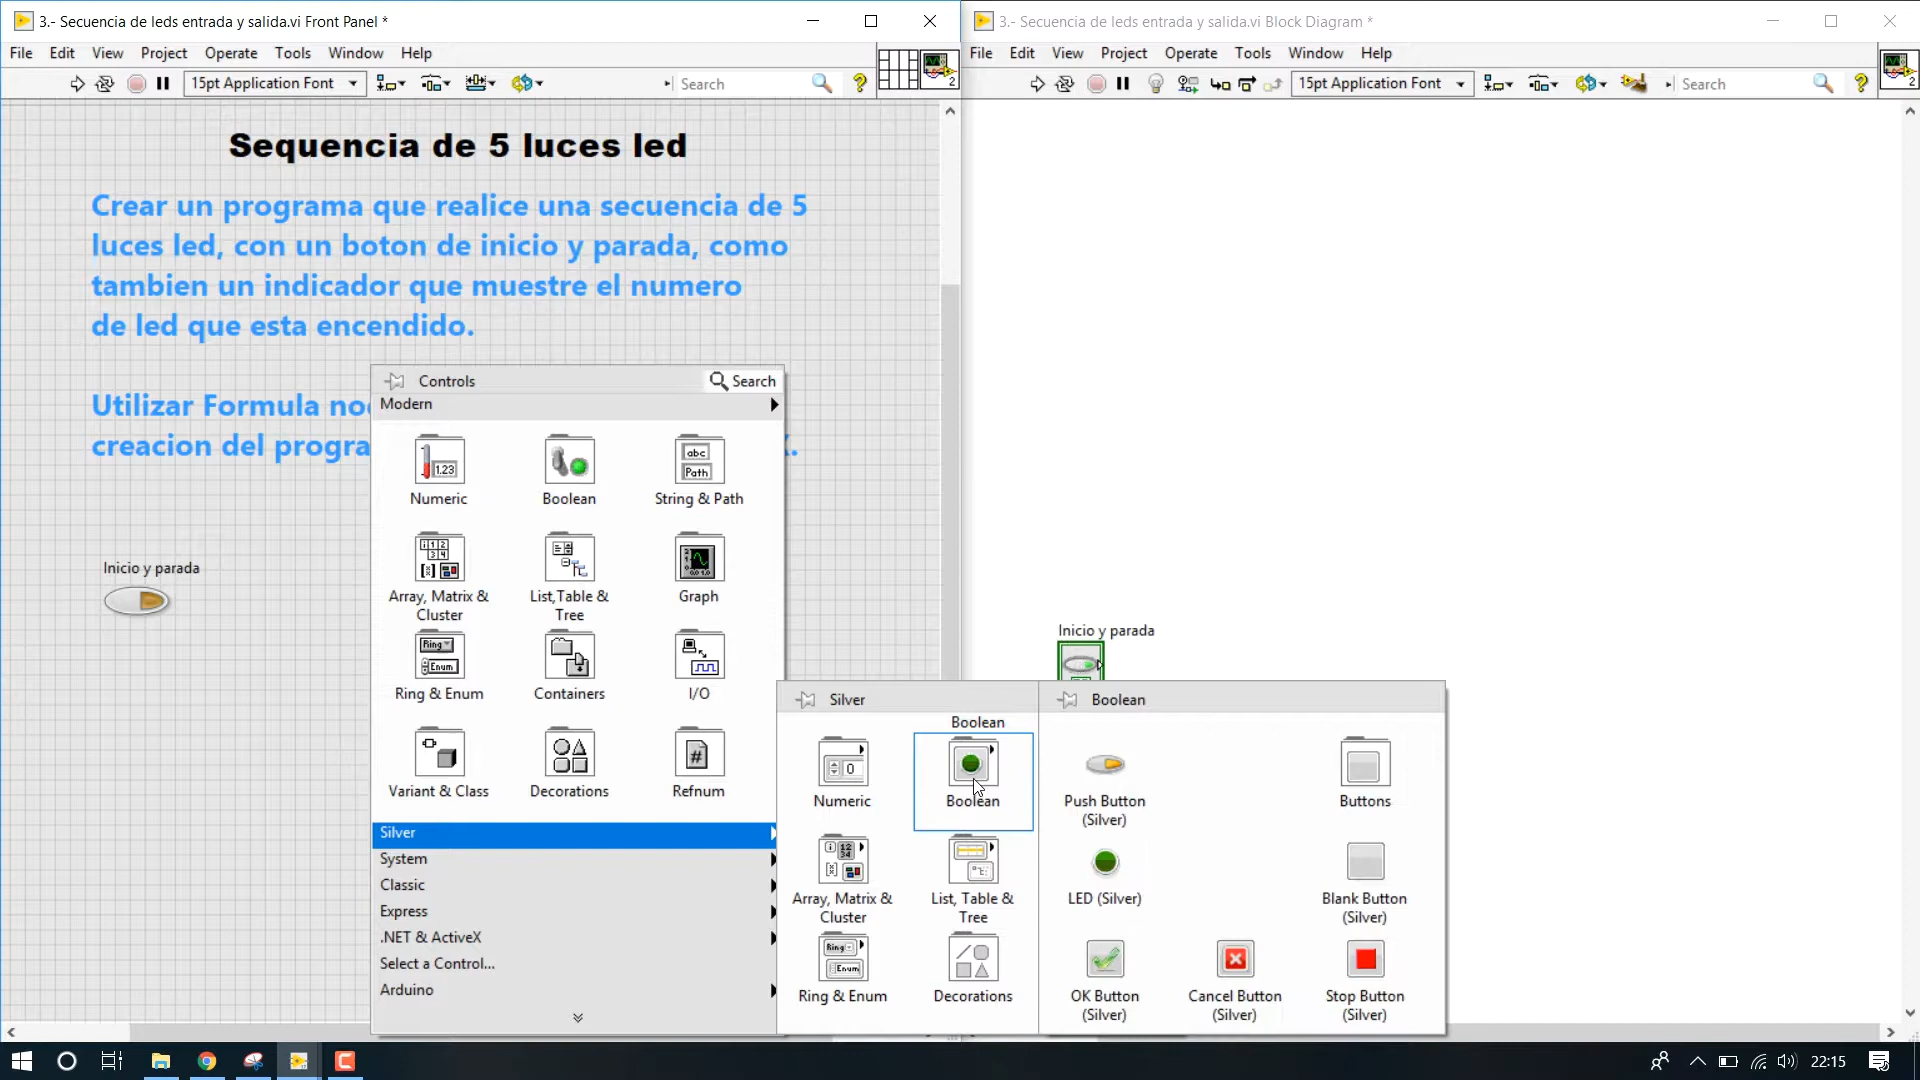 3.- Secuencia de leds entrada y salida.vi Front Panel *
File Edit View Project Operate Tools Window Help
15pt Application Font
Search
2
Sequencia de 5 luces led
Crear un programa que realice una secuencia de 5
luces led, con un boton de inicio y parada, como
tambien un indicador que muestre el numero
de led que esta encendido.
Utilizar Formula no
creacion del progra
Inicio y parada
Controls
Search
Modern
Numeric
Boolean
String & Path
Array, Matrix &
Cluster
List,Table &
Tree
Graph
Ring & Enum
Containers
I/O
Variant & Class
Decorations
Refnum
Silver
System
Classic
Express
.NET & ActiveX
Select a Control...
Arduino
3.- Secuencia de leds entrada y salida.vi Block Diagram *
File Edit View Project Operate Tools Window Help
15pt Application Font
Search
2
Inicio y parada
Silver
Boolean
Numeric
Boolean
Array, Matrix &
Cluster
List, Table &
Tree
Ring & Enum
Decorations
Boolean
Push Button
(Silver)
Buttons
LED (Silver)
Blank Button
(Silver)
OK Button
(Silver)
Cancel Button
(Silver)
Stop Button
(Silver)
22:15